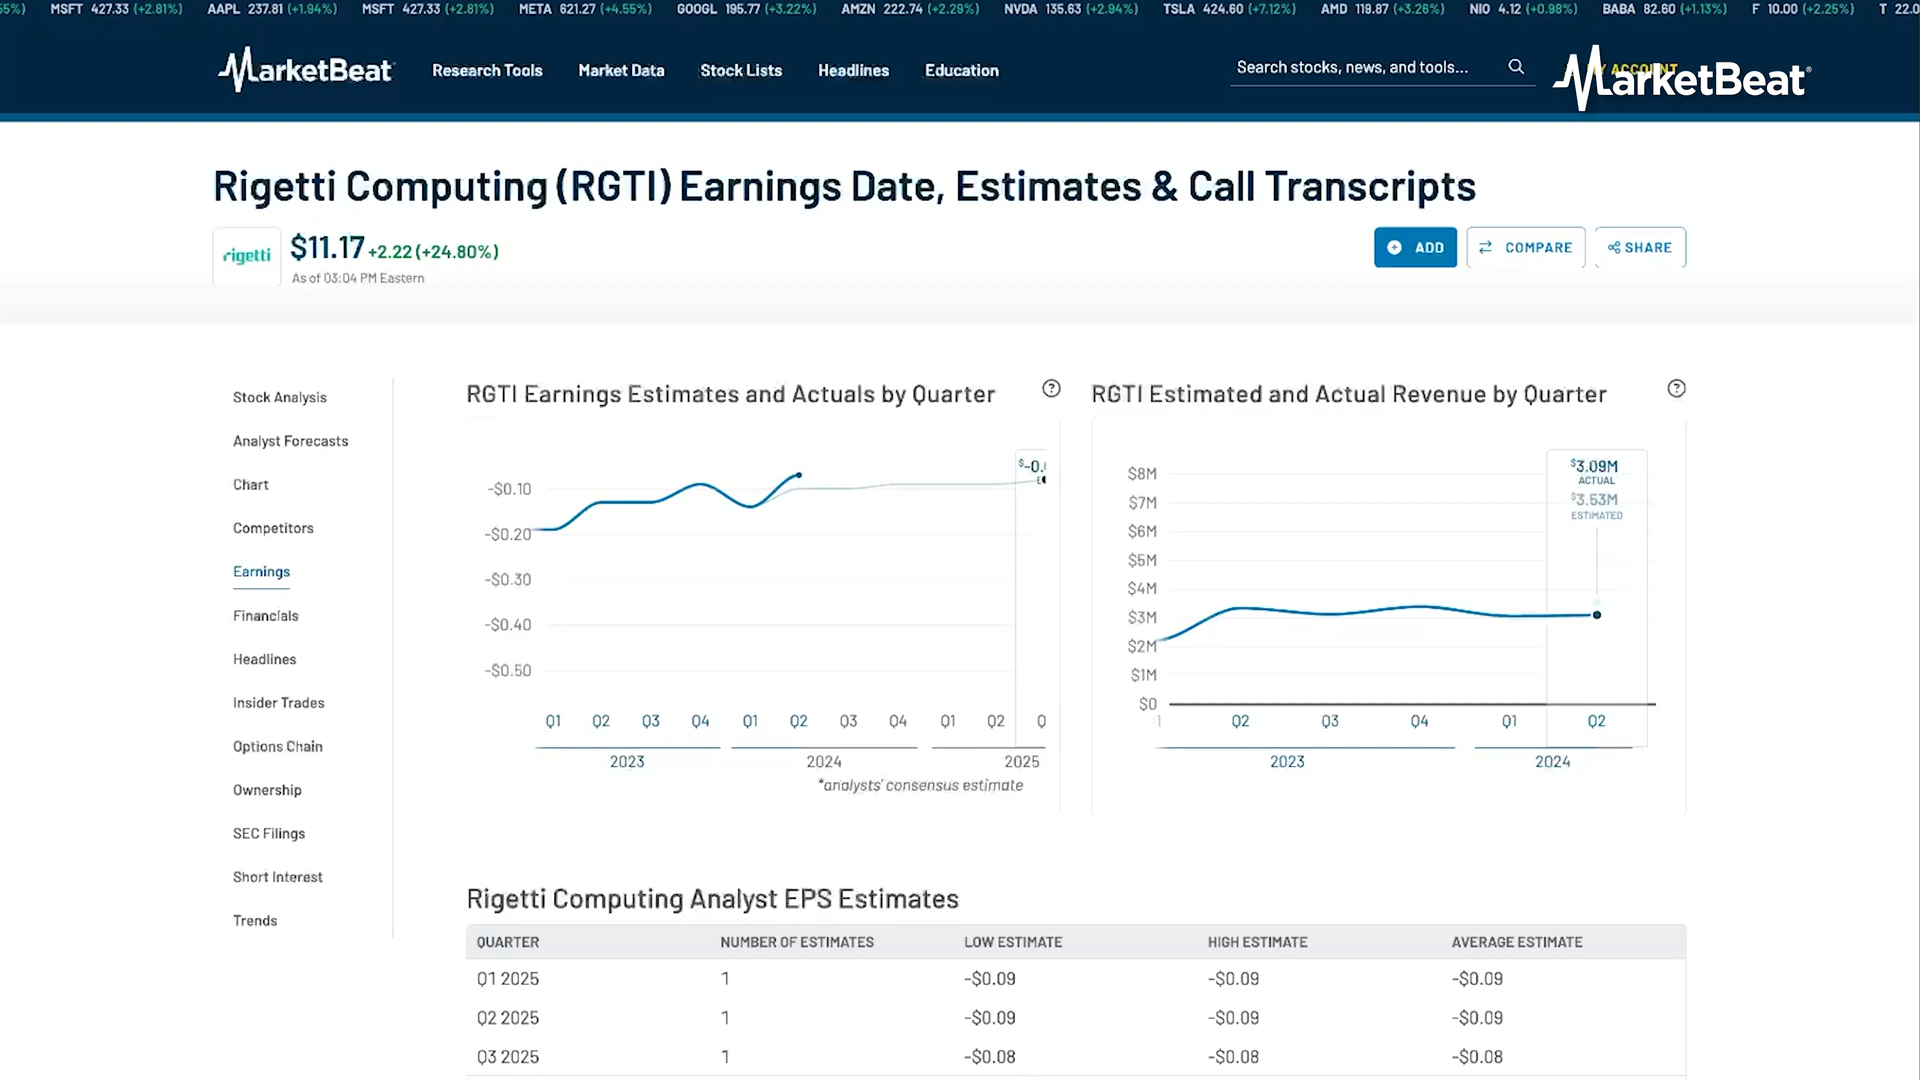 55%) MSFT 427.33 (+2.81%) AAPL 237.81 (+1.94%) MSFT 427.33 (+2.81%) META 621.27 (+4.55%) GOOGL 195.77 (+3.22%) AMZN 222.74 (+2.29%) NVDA 135.63 (+2.94%) TSLA 424.60 (+7.12%) AMD 119.87 (+3.26%) NIO 4.12 (+0.98%) BABA 82.60 (+1.13%) F 10.00 (+2.25%) T 22.0
MarketBeat Research Tools Market Data Stock Lists Headlines Education Search stocks, news, and tools... MY ACCOUNT MarketBeat®
Rigetti Computing (RGTI) Earnings Date, Estimates & Call Transcripts
rigetti $11.17 +2.22 (+24.80%) ADD COMPARE SHARE
As of 03:04 PM Eastern
Stock Analysis
Analyst Forecasts
Chart
Competitors
Earnings
Financials
Headlines
Insider Trades
Options Chain
Ownership
SEC Filings
Short Interest
Trends
RGTI Earnings Estimates and Actuals by Quarter ?
$-0.
-$0.10
-$0.20
-$0.30
-$0.40
-$0.50
Q1 Q2 Q3 Q4 Q1 Q2 Q3 Q4 Q1 Q2 Q
2023 2024 2025
*analysts' consensus estimate
RGTI Estimated and Actual Revenue by Quarter ?
$3.09M
ACTUAL
$3.53M
ESTIMATED
$8M
$7M
$6M
$5M
$4M
$3M
$2M
$1M
$0
1 Q2 Q3 Q4 Q1 Q2
2023 2024
Rigetti Computing Analyst EPS Estimates
QUARTER NUMBER OF ESTIMATES LOW ESTIMATE HIGH ESTIMATE AVERAGE ESTIMATE
Q1 2025 1 -$0.09 -$0.09 -$0.09
Q2 2025 1 -$0.09 -$0.09 -$0.09
Q3 2025 1 -$0.08 -$0.08 -$0.08